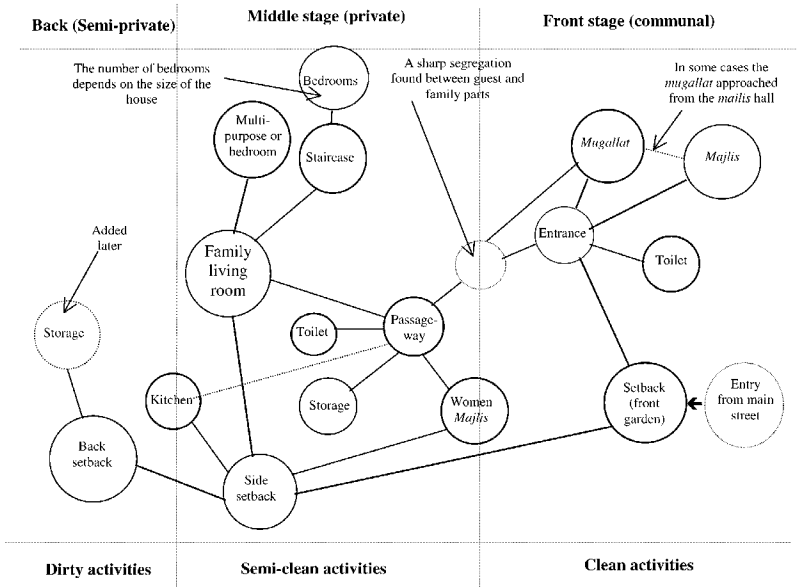 Back (Semi-private)
Middle stage (private)
Front stage (communal)
The number of bedrooms
depends on the size of the
house
Bedrooms
A sharp segregation
found between guest and
family parts
In some cases the
mugallat approached
from the mailis hall
Multi-
purpose or
bedroom
Staircase
Mugallat
Majlis
Added
later
Family
living
room
Entrance
Toilet
Storage
Toilet
Passage-
way
Kitchen
Storage
Women
Majlis
Setback
(front
garden)
Entry
from main
street
Back
setback
Side
setback
Dirty activities
Semi-clean activities
Clean activities